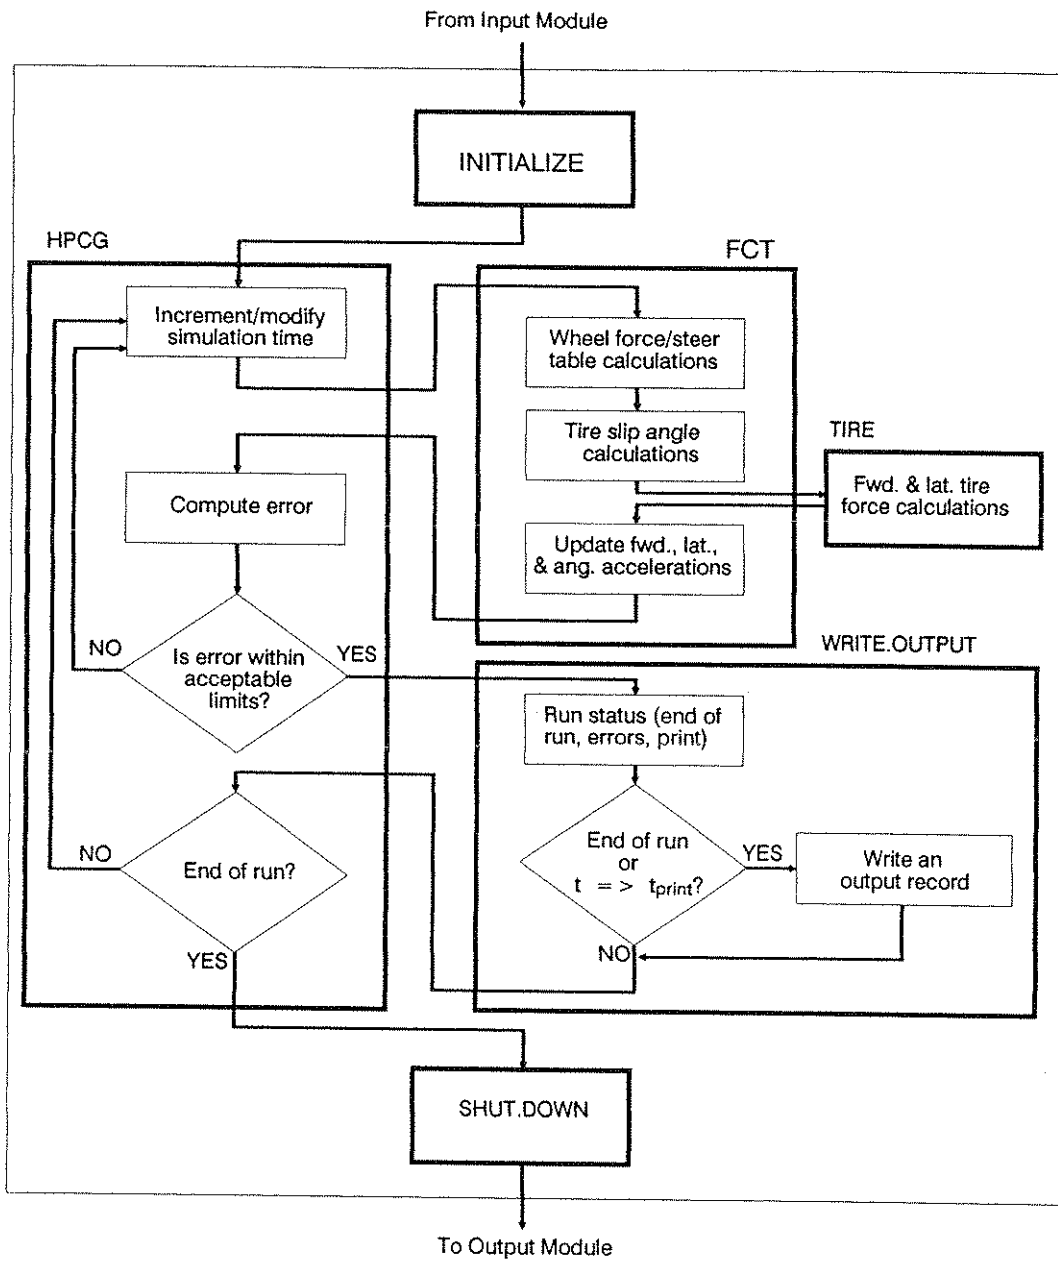 From Input Module
INITIALIZE
HPCG
Increment/modify
simulation time
FCT
Wheel force/steer
table calculations
Tire slip angle
calculations
TIRE
Fwd. & lat. tire
force calculations
Update fwd., lat.,
& ang. accelerations
Compute error
Is error within
acceptable
limits?
NO
YES
WRITE.OUTPUT
Run status (end of
run, errors, print)
End of run
or
t = > tprint?
YES
NO
Write an
output record
End of run?
NO
YES
SHUT.DOWN
To Output Module